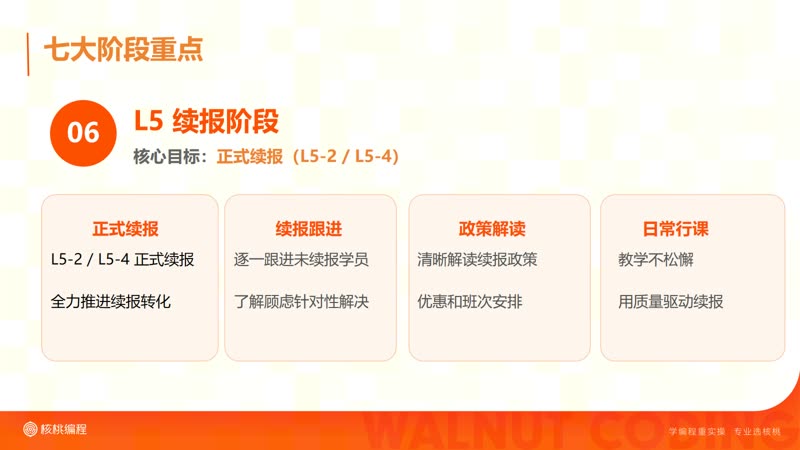 七大阶段重点
06
L5 续报阶段
核心目标：正式续报（L5-2 / L5-4）
正式续报
L5-2 / L5-4 正式续报
全力推进续报转化
续报跟进
逐一跟进未续报学员
了解顾虑针对性解决
政策解读
清晰解读续报政策
优惠和班次安排
日常行课
教学不松懈
用质量驱动续报
核桃编程
WALNUT CODING
学编程重实操 专业选核桃